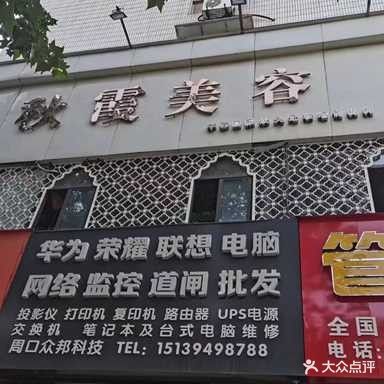 秋霞美容
华为 荣耀 联想 电脑
网络 监控 道闸 批发
投影仪 打印机 复印机 路由器 UPS电源
交换机 笔记本及台式电脑维修
周口众邦科技 TEL: 15139498788
管
全国
电话:
大众点评